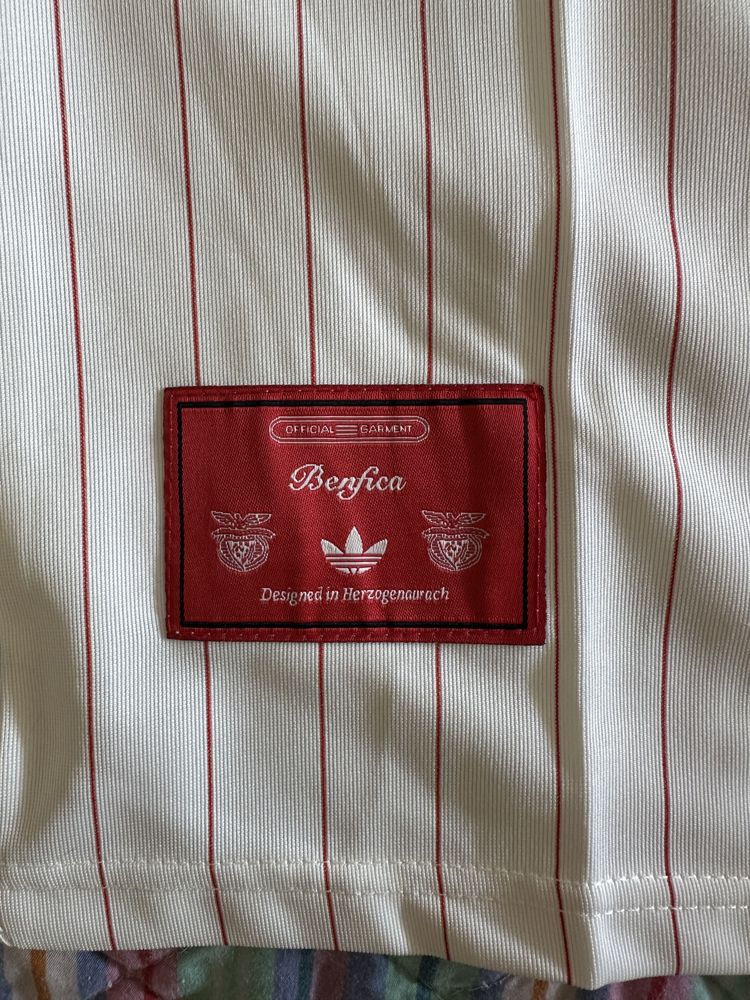 OFFICIAL GARMENT
Benfica
Designed in Herzogenaurach